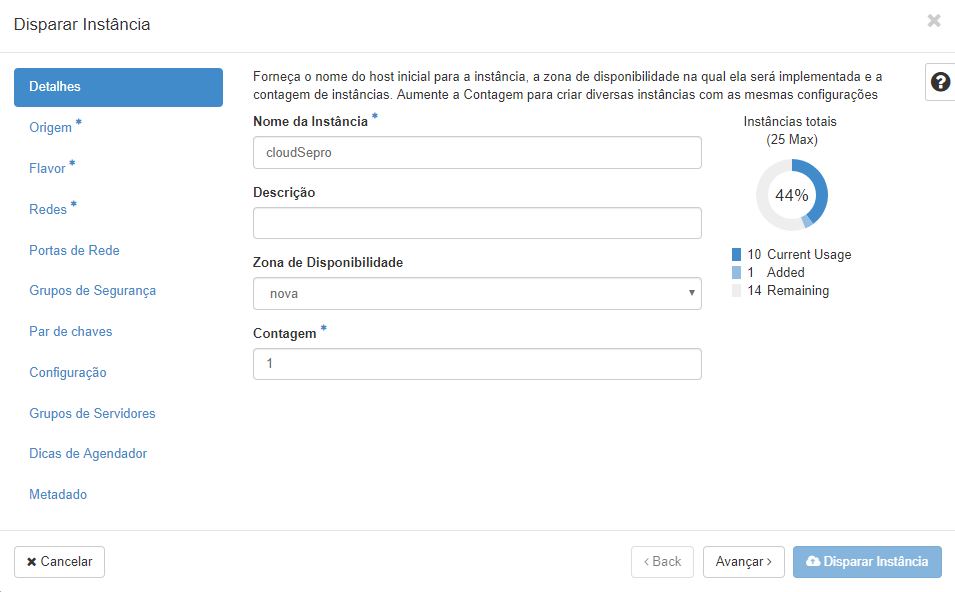 Disparar Instância
Detalhes
Origem *
Flavor *
Redes *
Portas de Rede
Grupos de Segurança
Par de chaves
Configuração
Grupos de Servidores
Dicas de Agendador
Metadado
Forneça o nome do host inicial para a instância, a zona de disponibilidade na qual ela será implementada e a
contagem de instâncias. Aumente a Contagem para criar diversas instâncias com as mesmas configurações
Nome da Instância *
cloudSepro
Descrição
Zona de Disponibilidade
nova
Contagem *
1
Instâncias totais
(25 Max)
44%
10 Current Usage
1 Added
14 Remaining
Cancelar
< Back
Avançar >
Disparar Instância